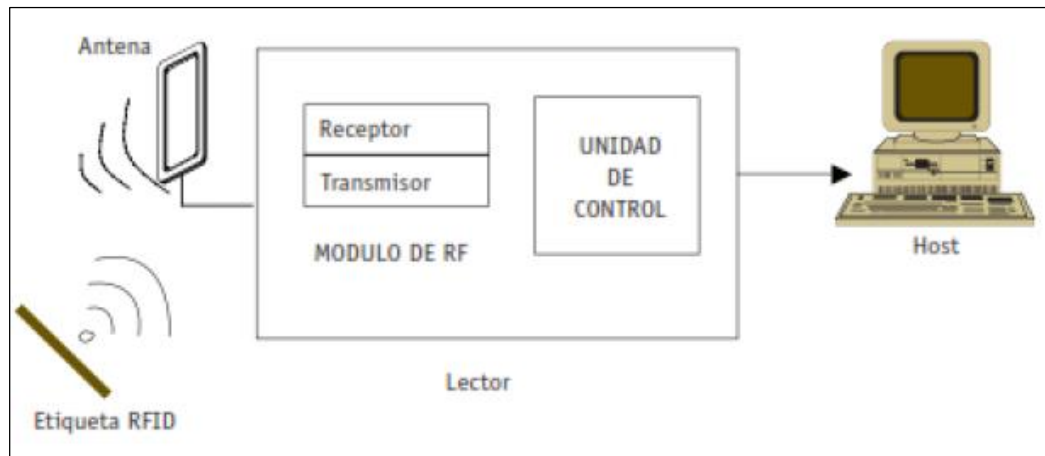 Antena
Receptor
Transmisor
MODULO DE RF
UNIDAD
DE
CONTROL
Host
Lector
Etiqueta RFID